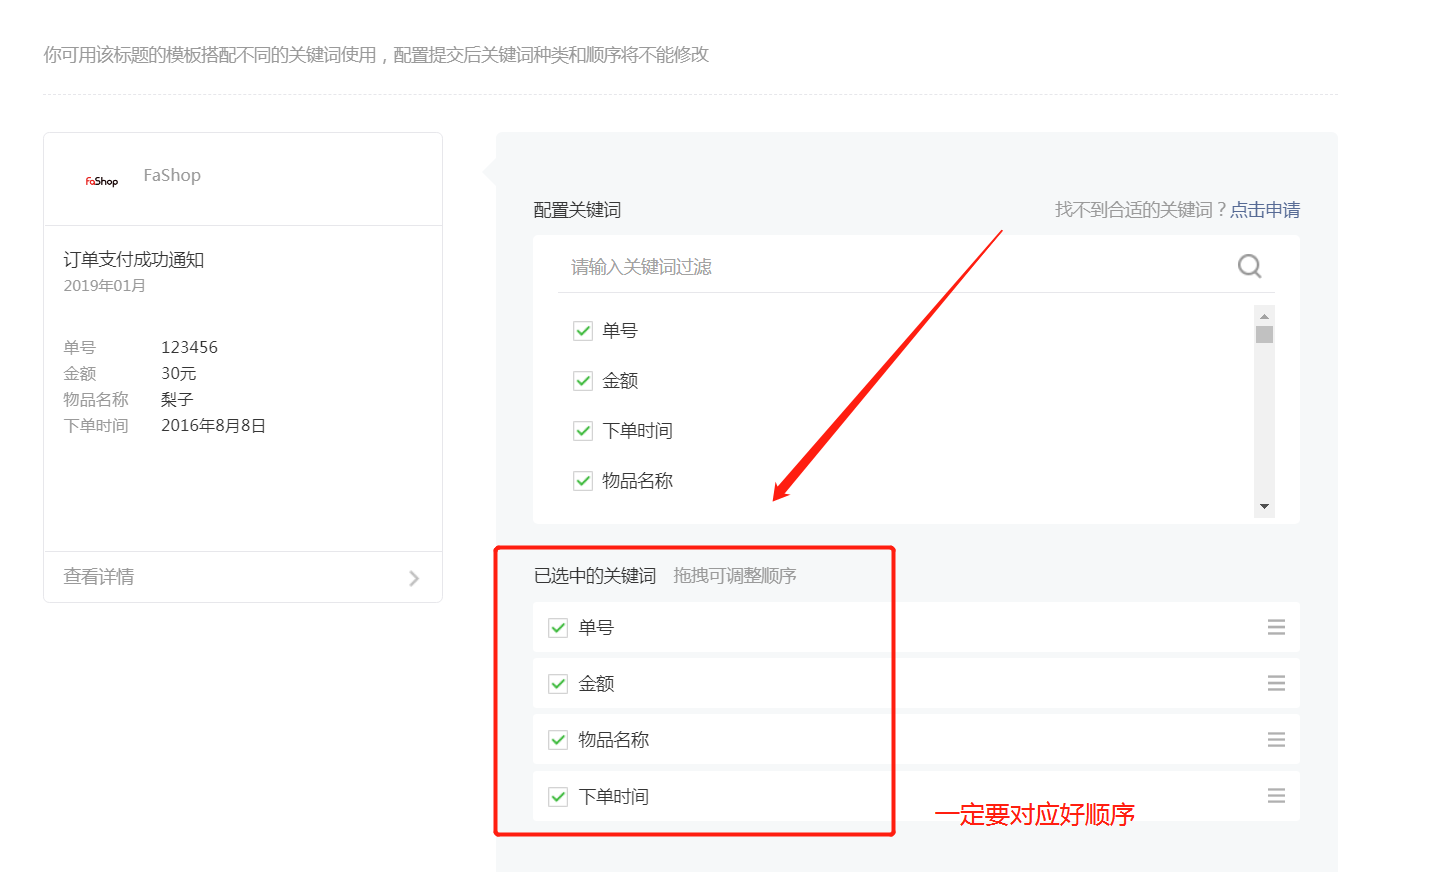 你可用该标题的模板搭配不同的关键词使用，配置提交后关键词种类和顺序将不能修改
FaShop
FaShop
订单支付成功通知
2019年01月
单号 123456
金额 30元
物品名称 梨子
下单时间 2016年8月8日
查看详情
配置关键词
找不到合适的关键词？点击申请
请输入关键词过滤
单号
金额
下单时间
物品名称
已选中的关键词 拖拽可调整顺序
单号
金额
物品名称
下单时间
一定要对应好顺序